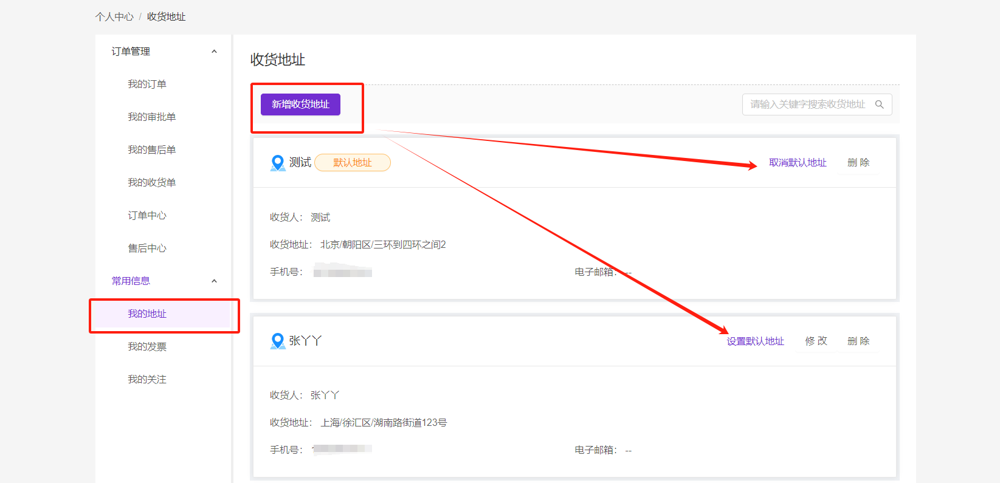 个人中心 / 收货地址
订单管理
我的订单
我的审批单
我的售后单
我的收货单
订单中心
售后中心
常用信息
我的地址
我的发票
我的关注
收货地址
新增收货地址
请输入关键字搜索收货地址
测试 默认地址 取消默认地址 删 除
收货人： 测试
收货地址： 北京/朝阳区/三环到四环之间2
手机号： 电子邮箱： --
张丫丫 设置默认地址 修 改 删 除
收货人： 张丫丫
收货地址： 上海/徐汇区/湖南路街道123号
手机号： 电子邮箱： --